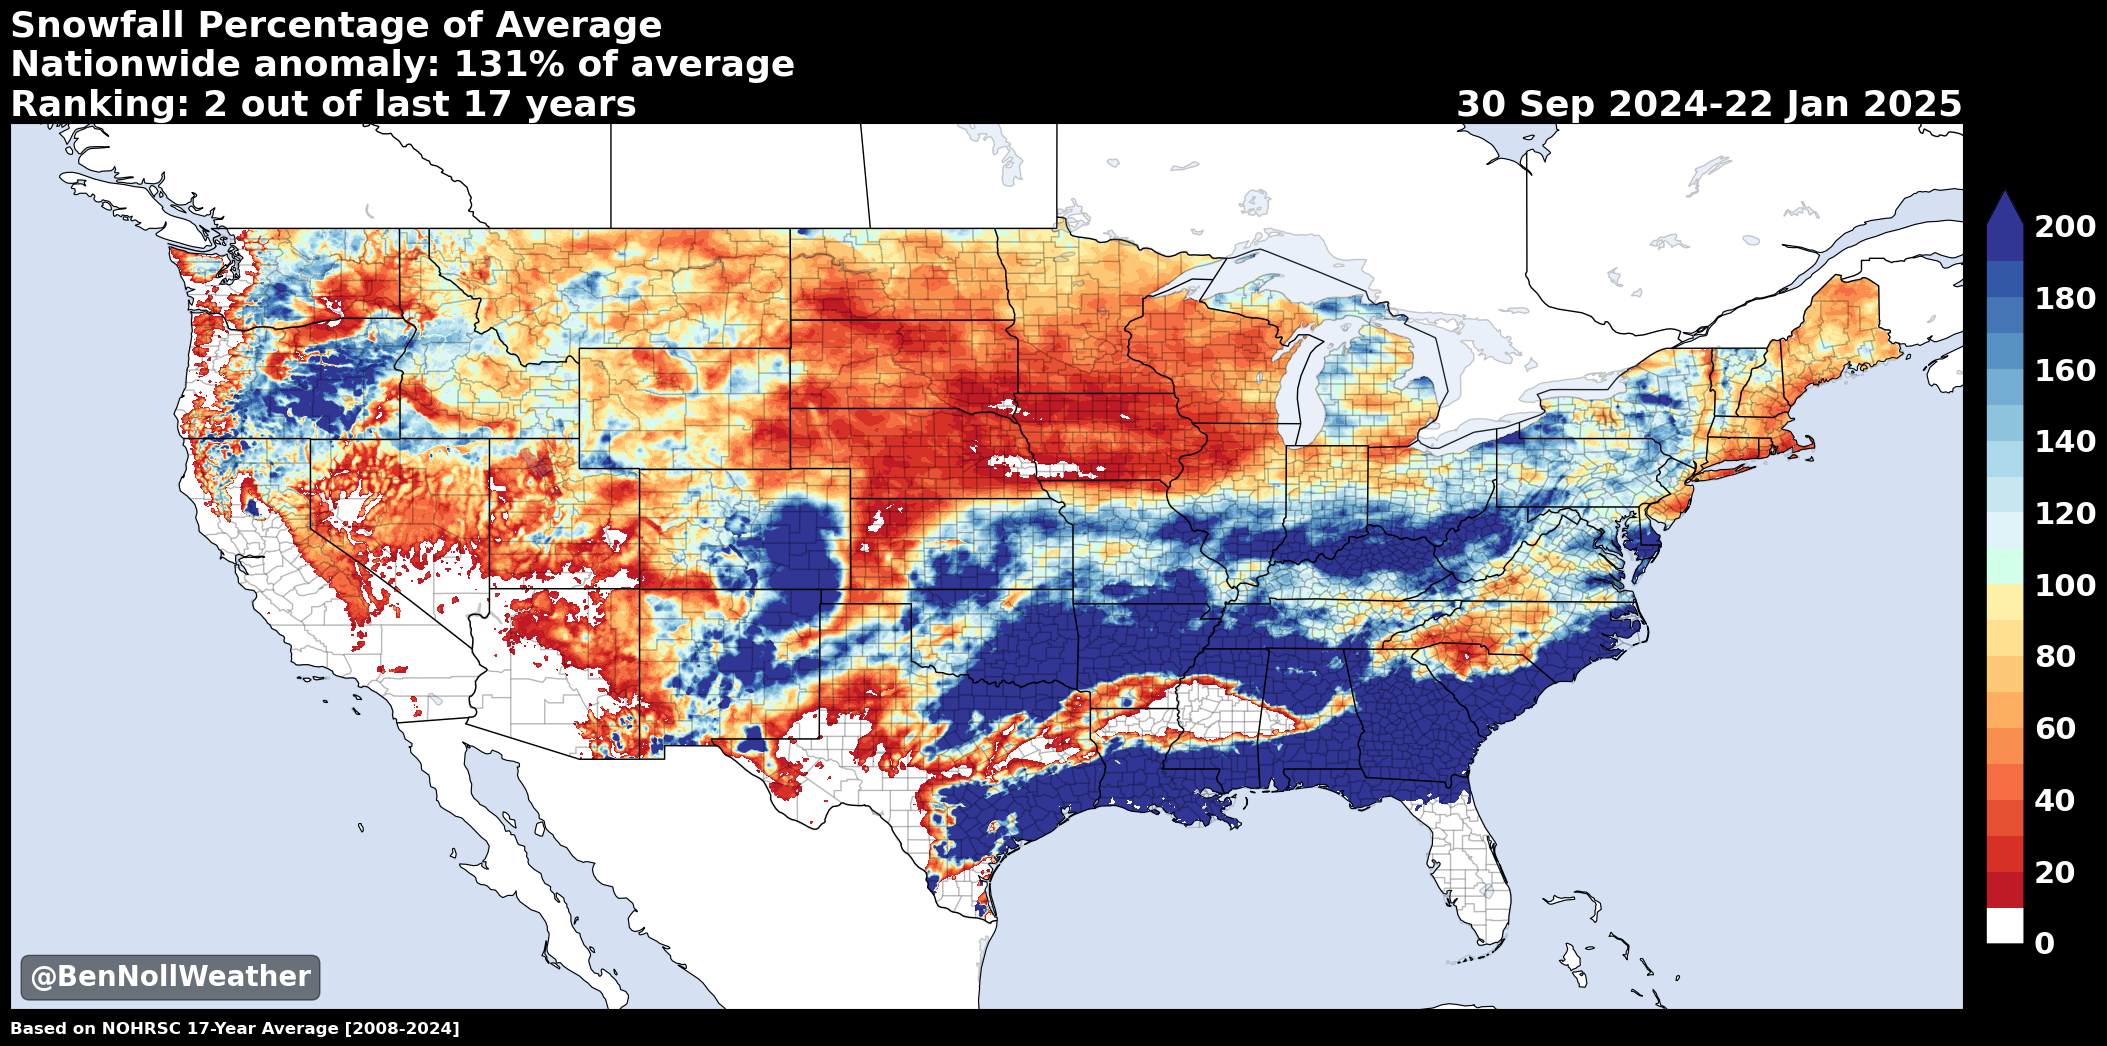 Snowfall Percentage of Average
Nationwide anomaly: 131% of average
Ranking: 2 out of last 17 years
30 Sep 2024-22 Jan 2025
200
180
160
140
120
100
80
60
40
20
0
@BenNollWeather
Based on NOHRSC 17-Year Average [2008-2024]